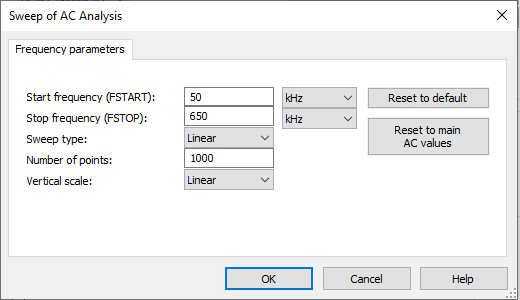 Sweep of AC Analysis
Frequency parameters
Start frequency (FSTART): 50 kHz
Stop frequency (FSTOP): 650 kHz
Sweep type: Linear
Number of points: 1000
Vertical scale: Linear
Reset to default
Reset to main
AC values
OK Cancel Help